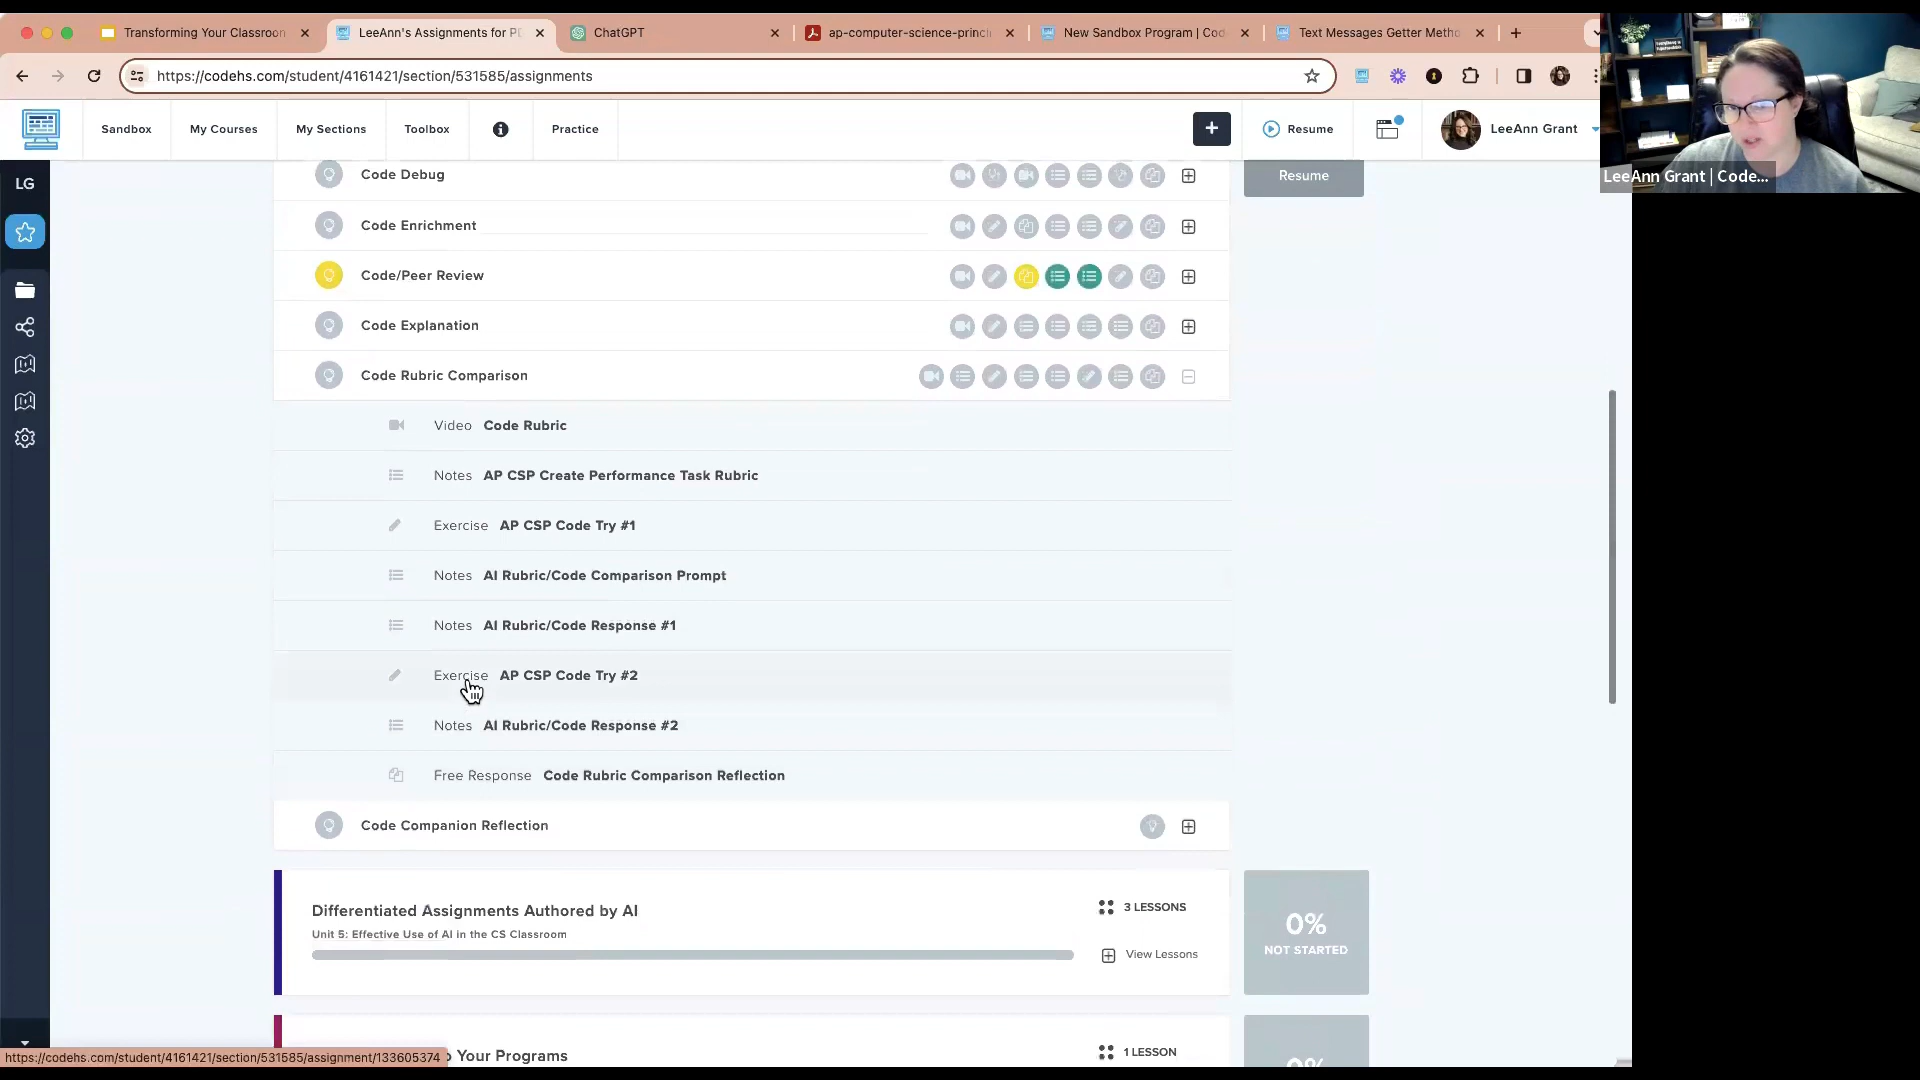 Transforming Your Classroom
LeeAnn's Assignments for PD
ChatGPT
ap-computer-science-princi
New Sandbox Program | Code
Text Messages Getter Metho
https://codehs.com/student/4161421/section/531585/assignments
Sandbox
My Courses
My Sections
Toolbox
Practice
Resume
LeeAnn Grant
LeeAnn Grant | Code...
LG
Code Debug
Resume
Code Enrichment
Code/Peer Review
Code Explanation
Code Rubric Comparison
Video Code Rubric
Notes AP CSP Create Performance Task Rubric
Exercise AP CSP Code Try #1
Notes AI Rubric/Code Comparison Prompt
Notes AI Rubric/Code Response #1
Exercise AP CSP Code Try #2
Notes AI Rubric/Code Response #2
Free Response Code Rubric Comparison Reflection
Code Companion Reflection
Differentiated Assignments Authored by AI
3 LESSONS
Unit 5: Effective Use of AI in the CS Classroom
View Lessons
0%
NOT STARTED
Your Programs
1 LESSON
0%
https://codehs.com/student/4161421/section/531585/assignment/133605374